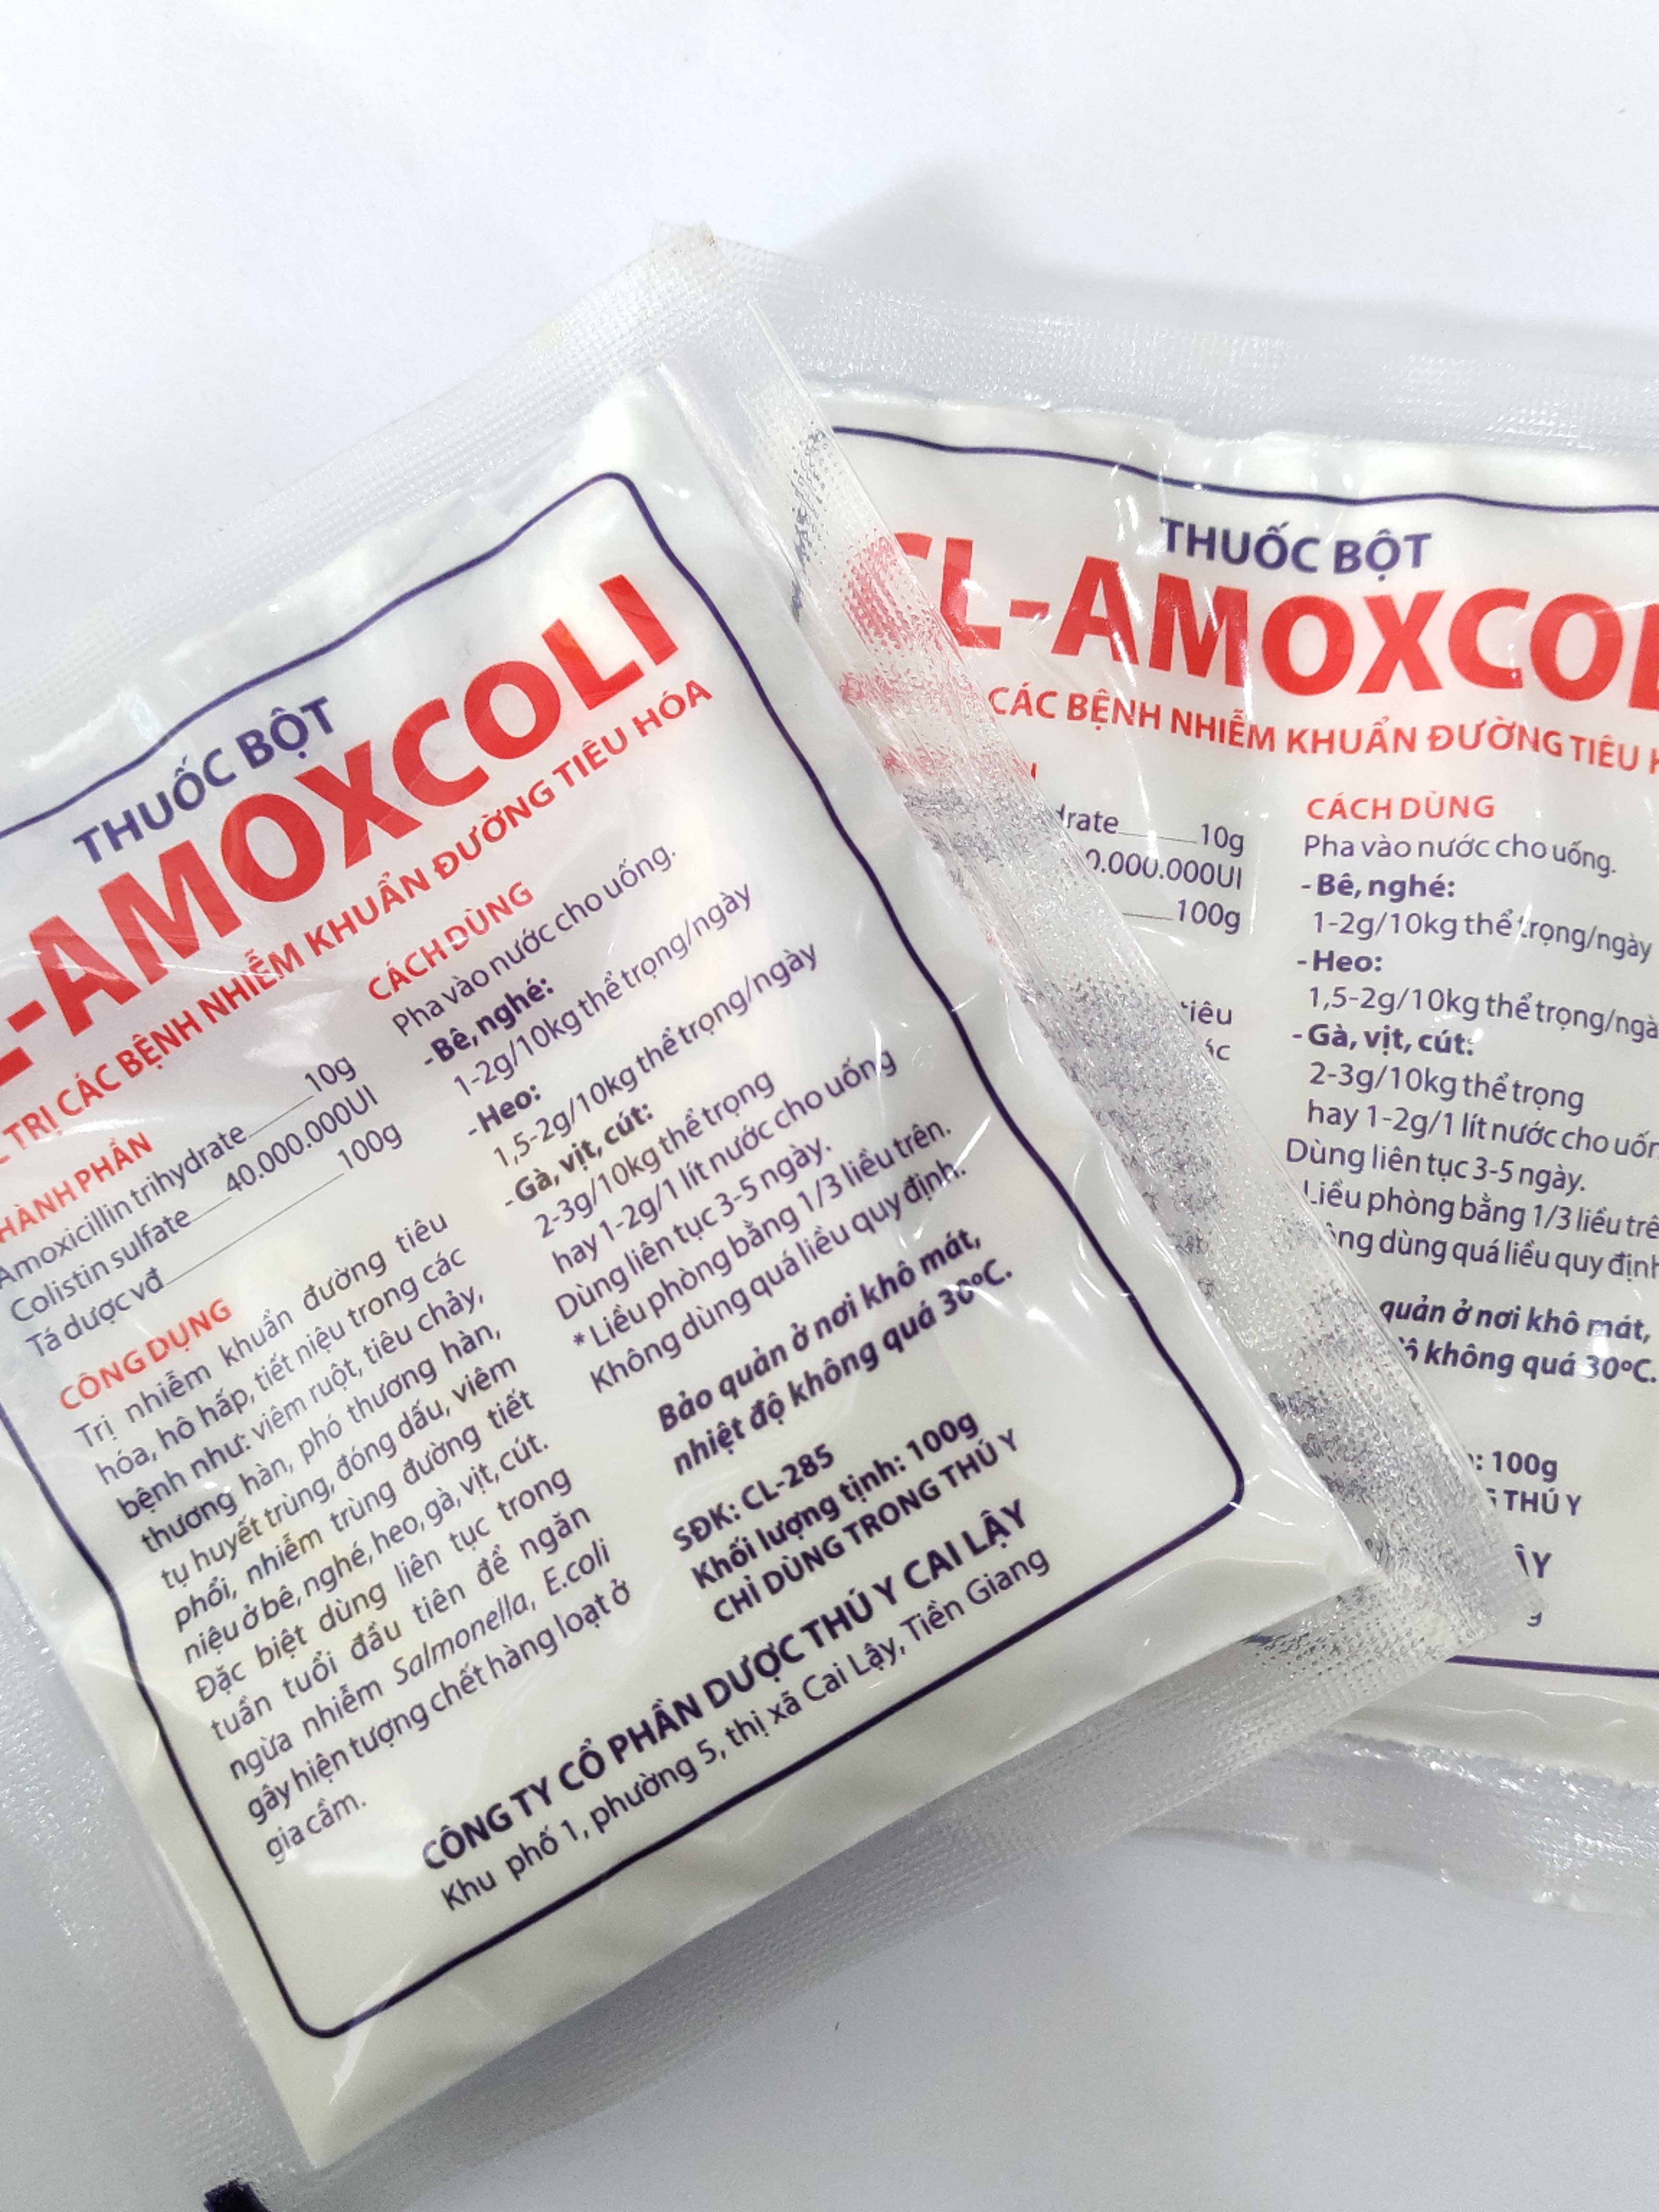 THUỐC BỘT
L-AMOXCOLI
TRỊ CÁC BỆNH NHIỄM KHUẨN ĐƯỜNG TIÊU HÓA
HÀNH PHẦN
Amoxicillin trihydrate 10g
Colistin sulfate 40.000.000UI
Tá dược vđ 100g
CÔNG DỤNG
Trị nhiễm khuẩn đường tiêu
hóa, hô hấp, tiết niệu trong các
bệnh như: viêm ruột, tiêu chảy,
thương hàn, phó thương hàn,
tụ huyết trùng, đóng dấu, viêm
phổi, nhiễm trùng đường tiết
niệu ở bê, nghé, heo, gà, vịt, cút.
Đặc biệt dùng liên tục trong
tuần tuổi đầu tiên để ngăn
ngừa nhiễm Salmonella, E.coli
gây hiện tượng chết hàng loạt ở
gia cầm.
CÁCH DÙNG
Pha vào nước cho uống.
- Bê, nghé:
1-2g/10kg thể trọng/ngày
- Heo:
1,5-2g/10kg thể trọng/ngày
- Gà, vịt, cút:
2-3g/10kg thể trọng
hay 1-2g/1 lít nước cho uống
Dùng liên tục 3-5 ngày.
* Liều phòng bằng 1/3 liều trên.
Không dùng quá liều quy định.
Bảo quản ở nơi khô mát,
nhiệt độ không quá 30ºC.
SĐK: CL-285
Khối lượng tịnh: 100g
CHỈ DÙNG TRONG THÚ Y
CÔNG TY CỔ PHẦN DƯỢC THÚ Y CAI LẬY
Khu phố 1, phường 5, thị xã Cai Lậy, Tiền Giang
THUỐC BỘT
CL-AMOXCOL
CÁC BỆNH NHIỄM KHUẨN ĐƯỜNG TIÊU H
drate 10g
0.000.000UI
100g
tiêu
các
CÁCH DÙNG
Pha vào nước cho uống.
- Bê, nghé:
1-2g/10kg thể trọng/ngày
- Heo:
1,5-2g/10kg thể trọng/ngà
- Gà, vịt, cút:
2-3g/10kg thể trọng
hay 1-2g/1 lít nước cho uốn
Dùng liên tục 3-5 ngày.
Liều phòng bằng 1/3 liều trê
ng dùng quá liều quy định
quản ở nơi khô mát,
ộ không quá 30ºC.
: 100g
THÚ Y
ẬY
g